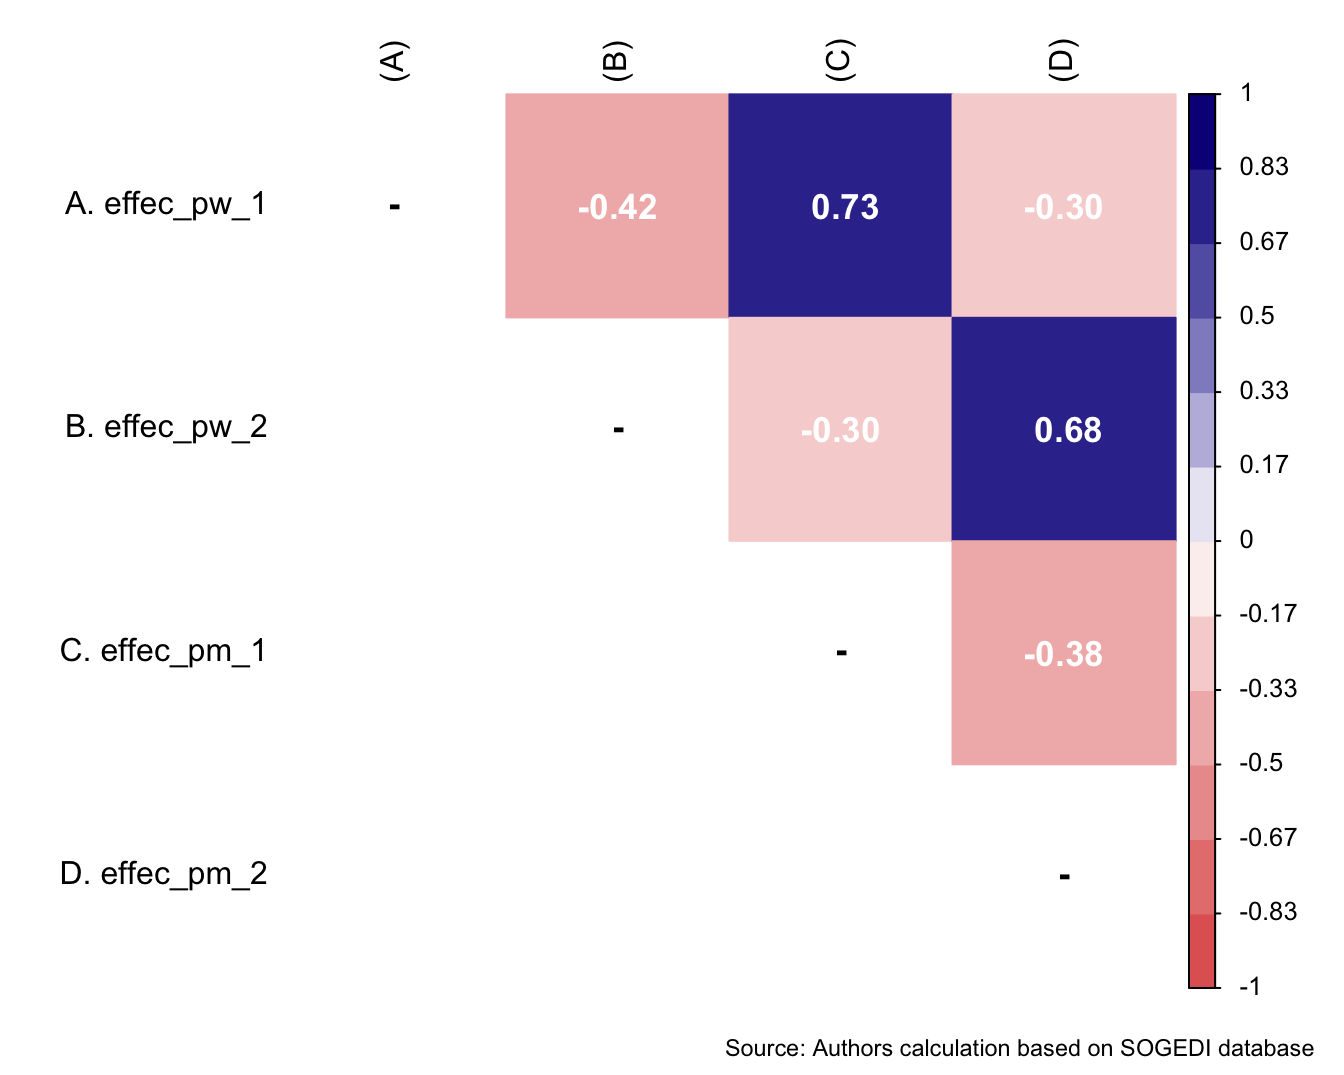 (A) (B) (C) (D)
1
0.83
A. effec_pw_1 - -0.42 0.73 -0.30
0.67
0.5
0.33
B. effec_pw_2 - -0.30 0.68
0.17
0
-0.17
C. effec_pm_1 - -0.38
-0.33
-0.5
-0.67
D. effec_pm_2 -
-0.83
-1
Source: Authors calculation based on SOGEDI database